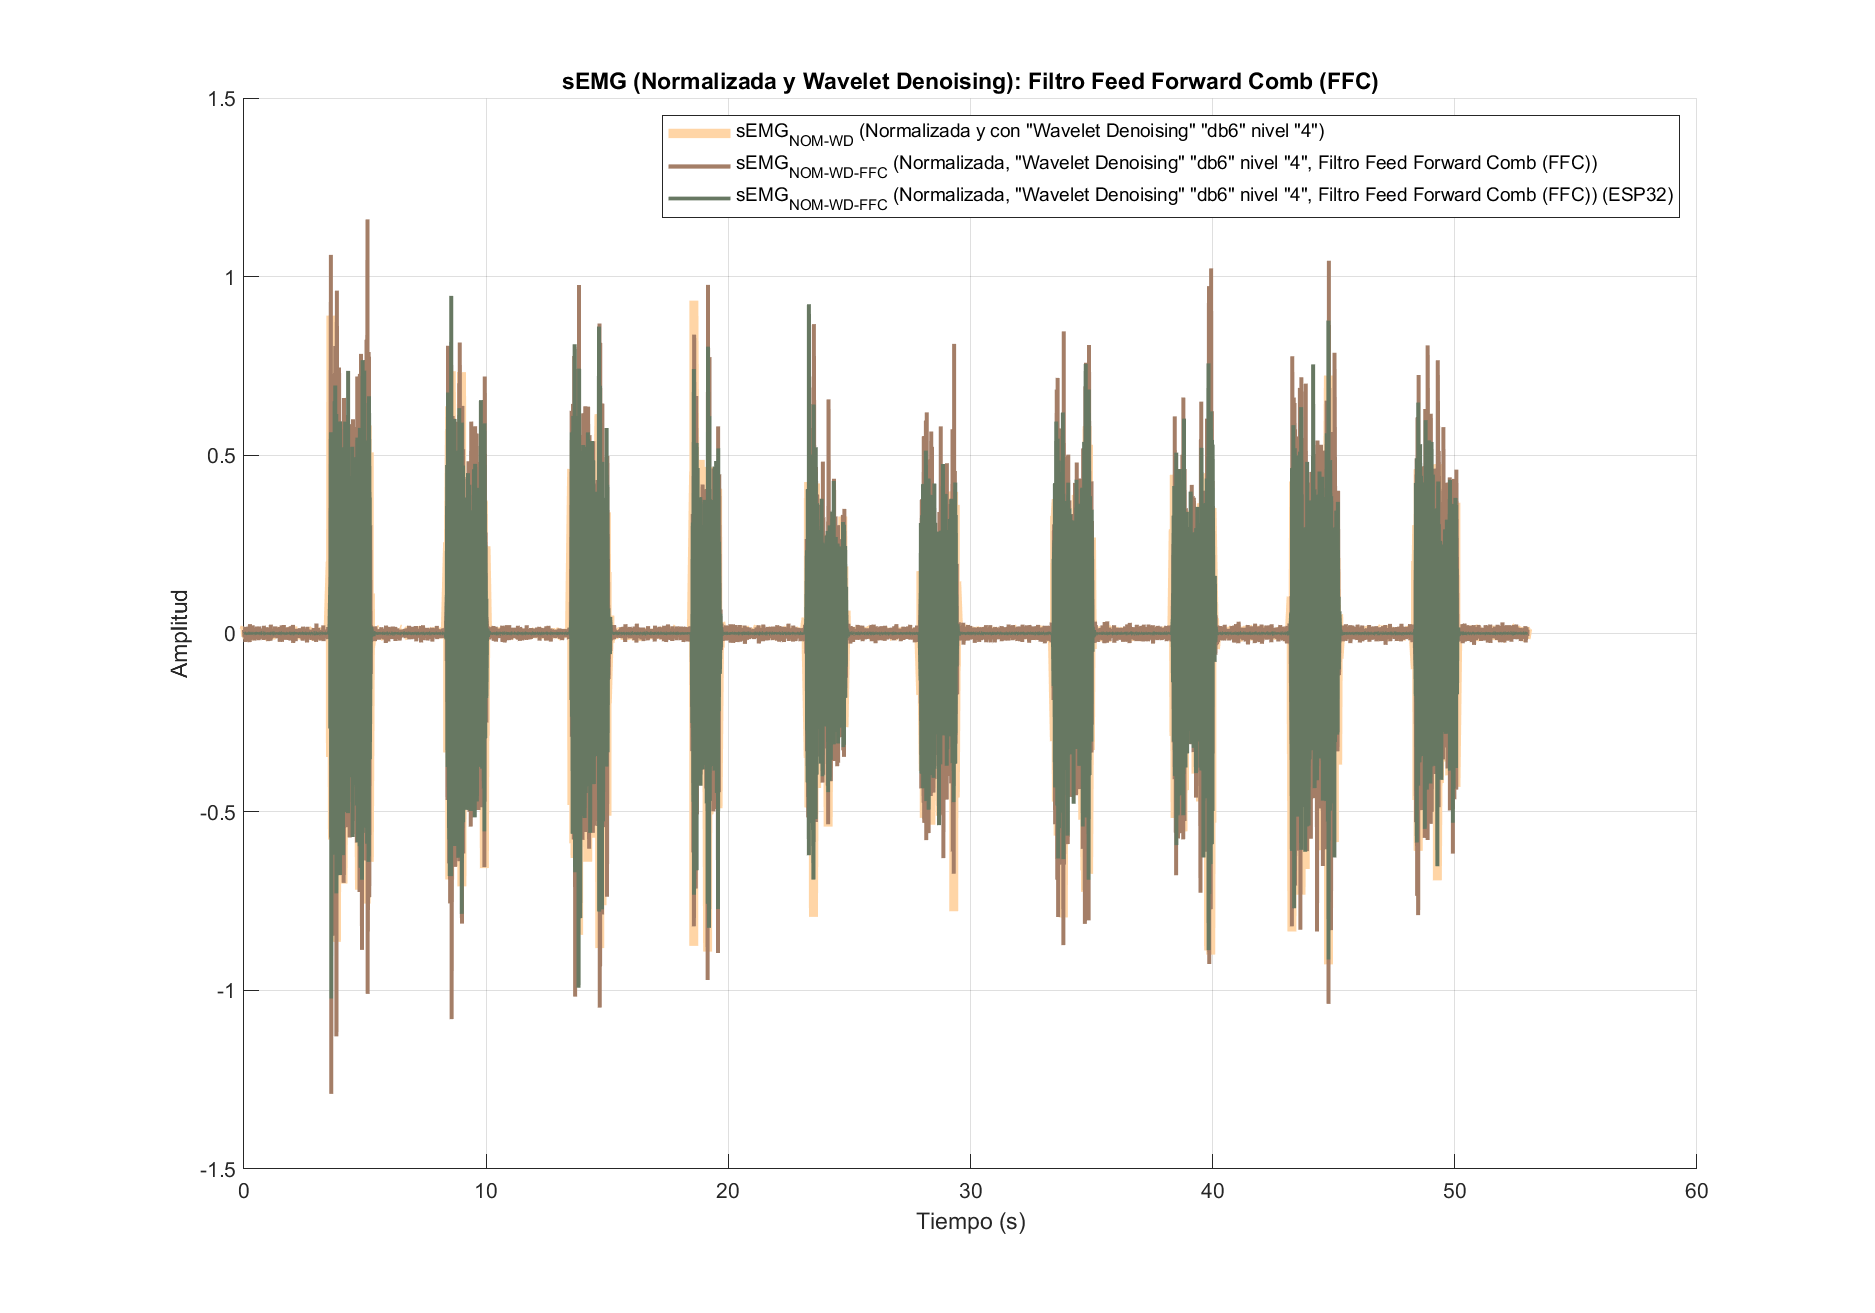 sEMG (Normalizada y Wavelet Denoising): Filtro Feed Forward Comb (FFC)
sEMG_NOM-WD (Normalizada y con "Wavelet Denoising" "db6" nivel "4")
sEMG_NOM-WD-FFC (Normalizada, "Wavelet Denoising" "db6" nivel "4", Filtro Feed Forward Comb (FFC))
sEMG_NOM-WD-FFC (Normalizada, "Wavelet Denoising" "db6" nivel "4", Filtro Feed Forward Comb (FFC)) (ESP32)
1.5
1
0.5
0
-0.5
-1
-1.5
Amplitud
0 10 20 30 40 50 60
Tiempo (s)